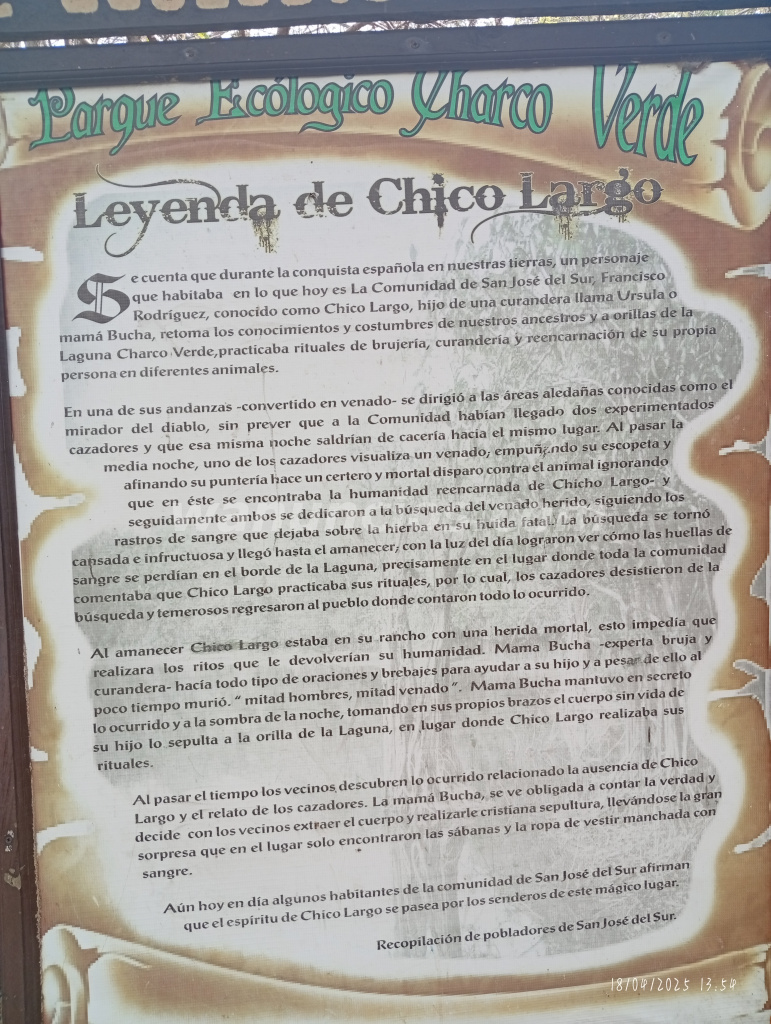 Parque Ecólogico Charco Verde
Leyenda de Chico Largo
Se cuenta que durante la conquista española en nuestras tierras, un personaje
que habitaba en lo que hoy es La Comunidad de San José del Sur, Francisco
Rodríguez, conocido como Chico Largo, hijo de una curandera llama Ursula o
mamá Bucha, retoma los conocimientos y costumbres de nuestros ancestros y a orillas de la
Laguna Charco Verde,practicaba rituales de brujería, curandería y reencarnación de su propia
persona en diferentes animales.
En una de sus andanzas -convertido en venado- se dirigió a las áreas aledañas conocidas como el
mirador del diablo, sin prever que a la Comunidad habían llegado dos experimentados
cazadores y que esa misma noche saldrían de cacería hacia el mismo lugar. Al pasar la
media noche, uno de los cazadores visualiza un venado, empuñando su escopeta y
afinando su puntería hace un certero y mortal disparo contra el animal ignorando
que en éste se encontraba la humanidad reencarnada de Chicho Largo- y
seguidamente ambos se dedicaron a la búsqueda del venado herido, siguiendo los
rastros de sangre que dejaba sobre la hierba en su huida fatal. La búsqueda se tornó
cansada e infructuosa y llegó hasta el amanecer, con la luz del día lograron ver cómo las huellas de
sangre se perdían en el borde de la Laguna, precisamente en el lugar donde toda la comunidad
comentaba que Chico Largo practicaba sus rituales, por lo cual, los cazadores desistieron de la
búsqueda y temerosos regresaron al pueblo donde contaron todo lo ocurrido.
Al amanecer Chico Largo estaba en su rancho con una herida mortal, esto impedía que
realizara los ritos que le devolverían su humanidad. Mama Bucha -experta bruja y
curandera- hacía todo tipo de oraciones y brebajes para ayudar a su hijo y a pesar de ello al
poco tiempo murió. “ mitad hombres, mitad venado”. Mama Bucha mantuvo en secreto
lo ocurrido y a la sombra de la noche, tomando en sus propios brazos el cuerpo sin vida de
su hijo lo sepulta a la orilla de la Laguna, en lugar donde Chico Largo realizaba sus
rituales.
Al pasar el tiempo los vecinos descubren lo ocurrido relacionado la ausencia de Chico
Largo y el relato de los cazadores. La mamá Bucha, se ve obligada a contar la verdad y
decide con los vecinos extraer el cuerpo y realizarle cristiana sepultura, llevándose la gran
sorpresa que en el lugar solo encontraron las sábanas y la ropa de vestir manchada con
sangre.
Aún hoy en día algunos habitantes de la comunidad de San José del Sur afirman
que el espíritu de Chico Largo se pasea por los senderos de este mágico lugar.
Recopilación de pobladores de San José del Sur.
18/04/2025 13:54